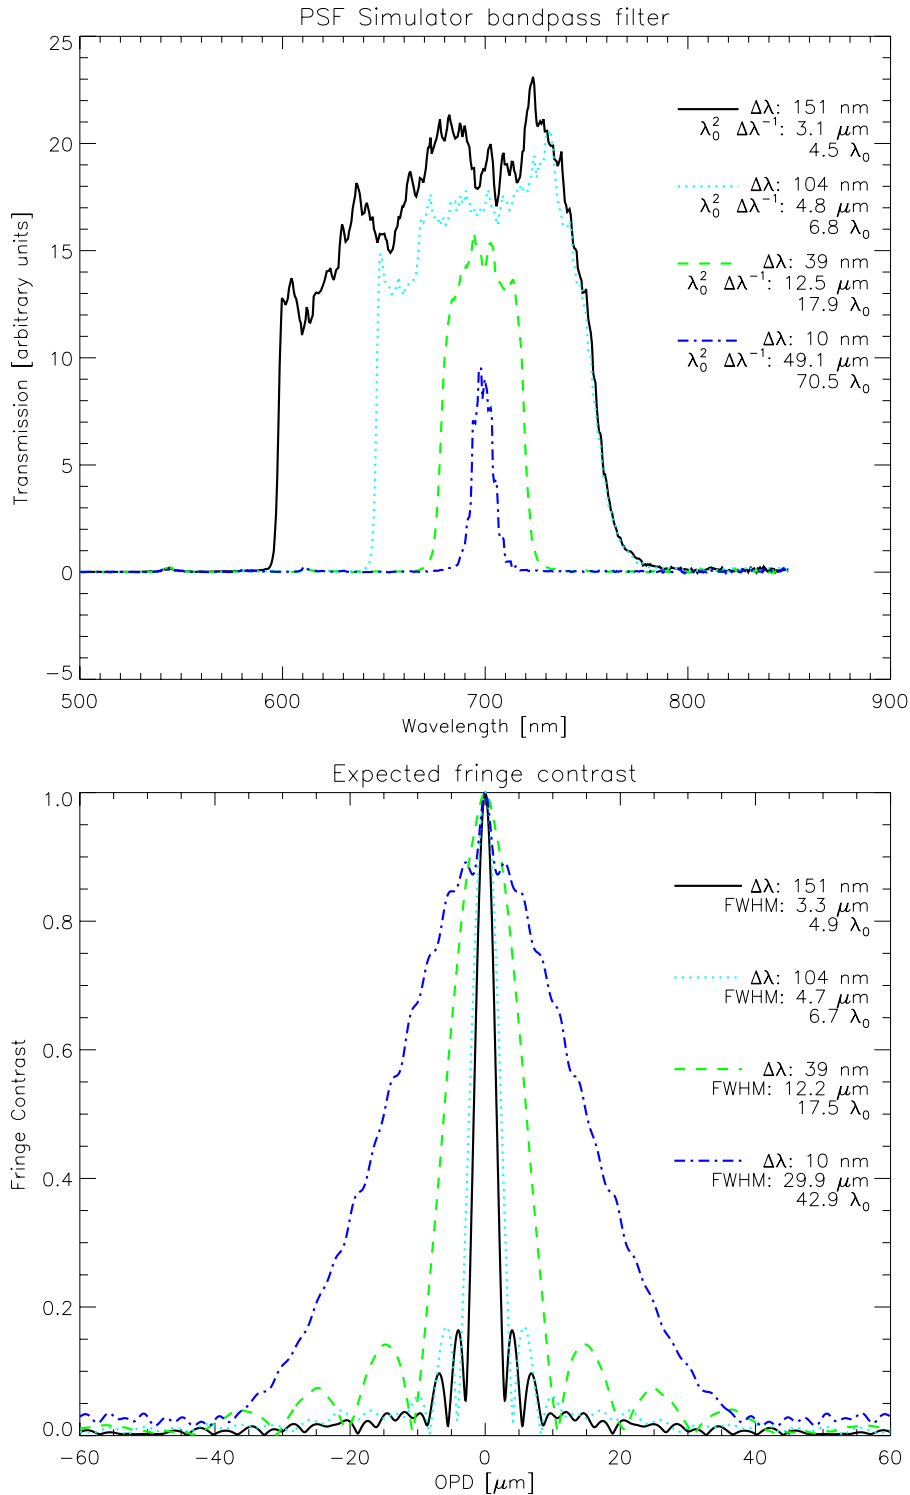 PSF Simulator bandpass filter
25
20
15
10
5
0
−5
Transmission [arbitrary units]
Δλ: 151 nm
λ₀² Δλ⁻¹: 3.1 μm
4.5 λ₀
Δλ: 104 nm
λ₀² Δλ⁻¹: 4.8 μm
6.8 λ₀
Δλ: 39 nm
λ₀² Δλ⁻¹: 12.5 μm
17.9 λ₀
Δλ: 10 nm
λ₀² Δλ⁻¹: 49.1 μm
70.5 λ₀
500 600 700 800 900
Wavelength [nm]
Expected fringe contrast
1.0
0.8
0.6
0.4
0.2
0.0
Fringe Contrast
Δλ: 151 nm
FWHM: 3.3 μm
4.9 λ₀
Δλ: 104 nm
FWHM: 4.7 μm
6.7 λ₀
Δλ: 39 nm
FWHM: 12.2 μm
17.5 λ₀
Δλ: 10 nm
FWHM: 29.9 μm
42.9 λ₀
−60 −40 −20 0 20 40 60
OPD [μm]